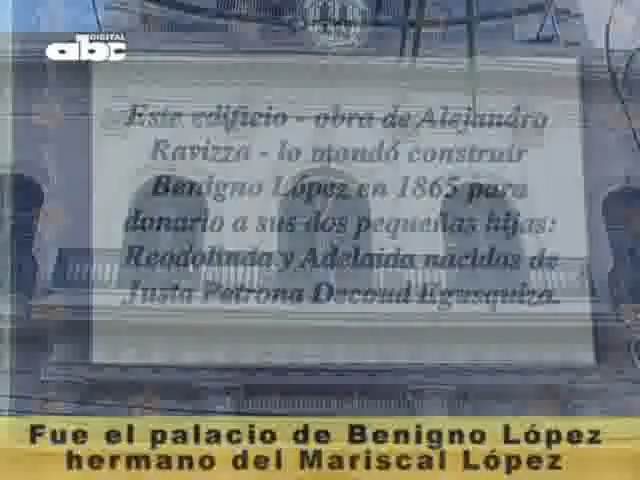 abc
DIGITAL
Este edificio - obra de Alejandro
Ravizza - lo mandó construir
Benigno López en 1865 para
donarlo a sus dos pequeñas hijas:
Reodolinda y Adelaida nacidas de
Justa Petrona Decoud Egusquiza.
Fue el palacio de Benigno López
hermano del Mariscal López